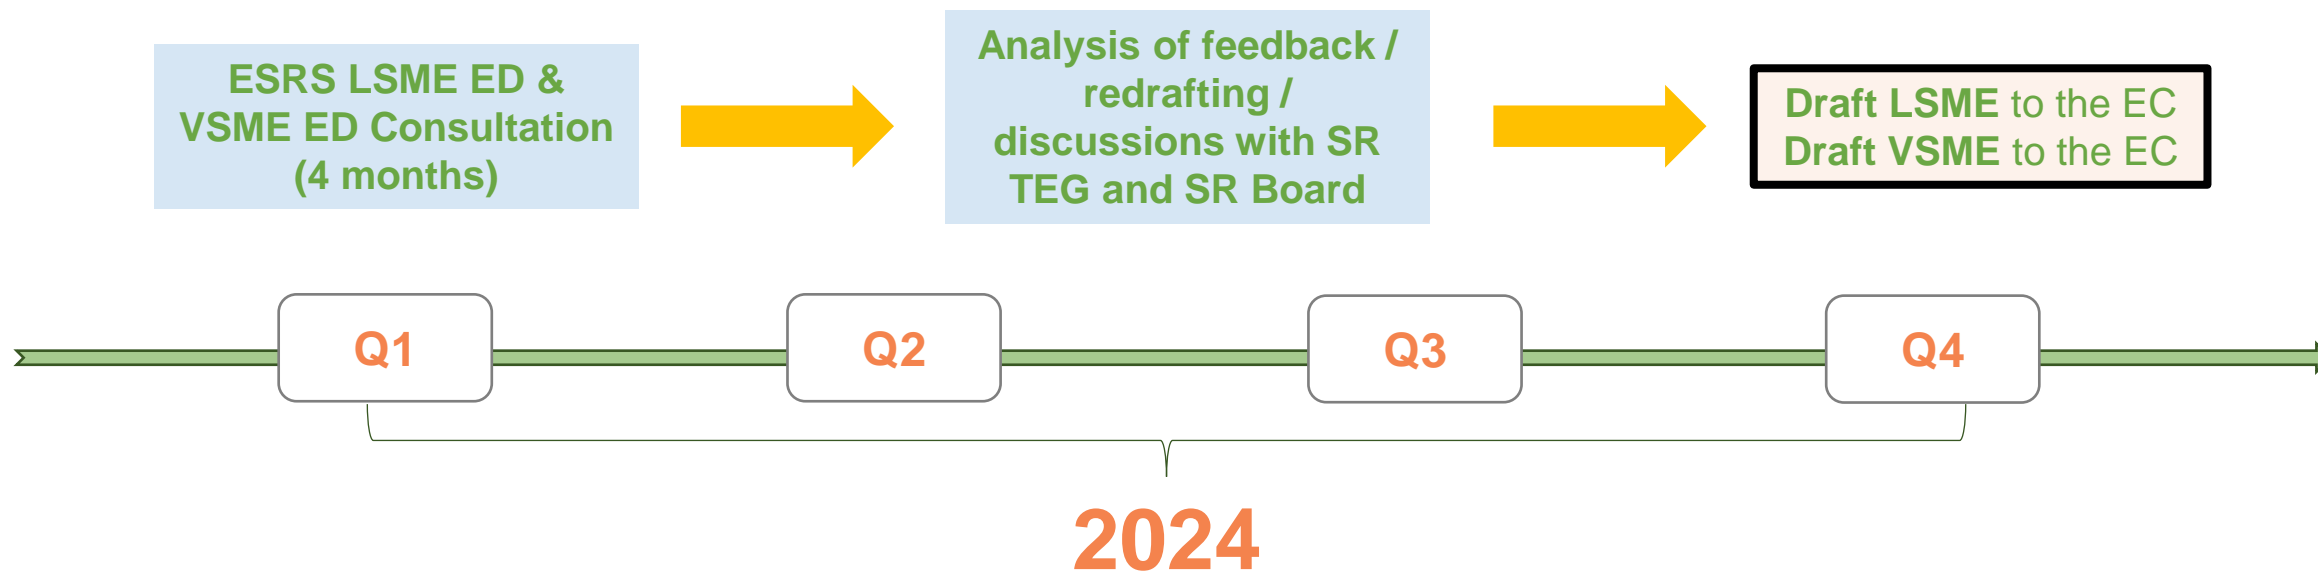 ESRS LSME ED &
VSME ED Consultation
(4 months)
Analysis of feedback /
redrafting /
discussions with SR
TEG and SR Board
Draft LSME to the EC
Draft VSME to the EC
Q1
Q2
Q3
Q4
2024